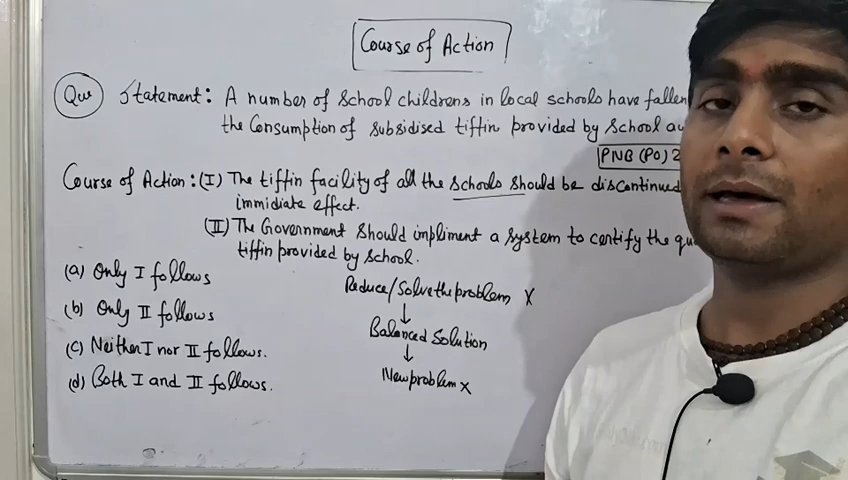 Course of Action
Que Statement: A number of School childrens in local schools have fallen
the Consumption of subsidised tiffin provided by School au
PNB (PO) 2
Course of Action: (I) The tiffin facility of all the schools should be discontinued
immidiate effect.
(II) The Government should impliment a system to certify the qu
tiffin provided by school.
(a) Only I follows
(b) Only II follows
(c) Neither I nor II follows.
(d) Both I and II follows.
Reduce/Solve the problem X
↓
Balanced Solution
↓
New problem X